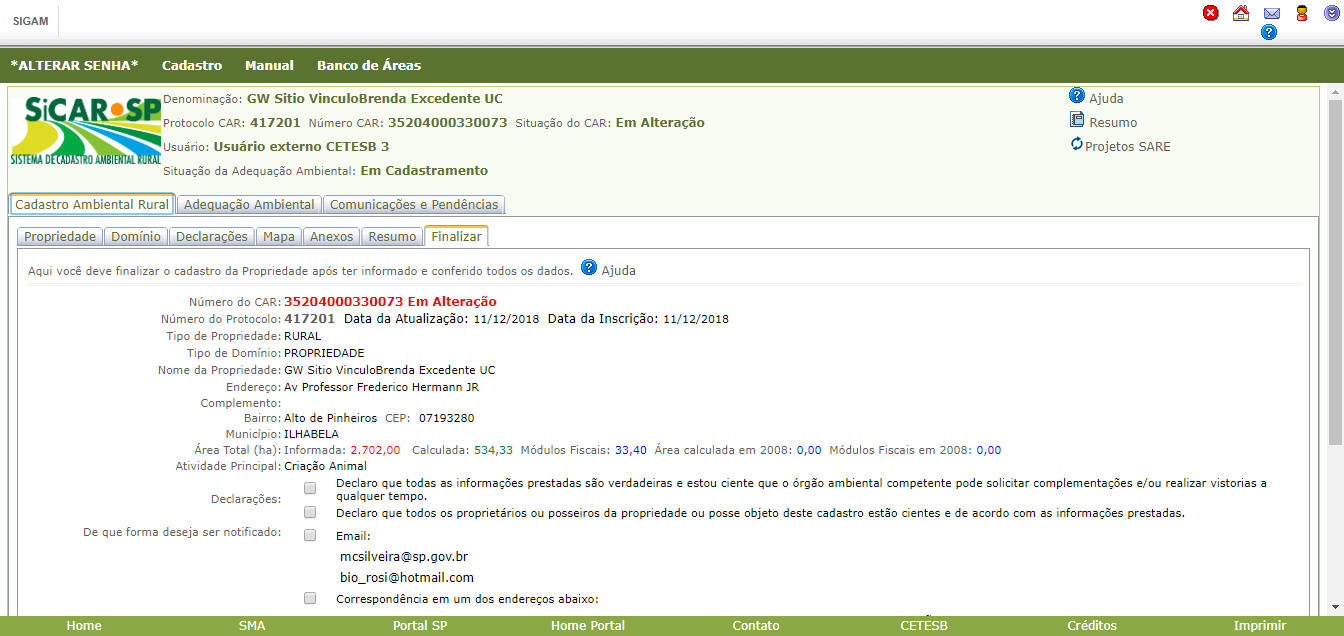 SIGAM
*ALTERAR SENHA* Cadastro Manual Banco de Áreas
SiCAR SP
SISTEMA DE CADASTRO AMBIENTAL RURAL
Denominação: GW Sitio VinculoBrenda Excedente UC
Protocolo CAR: 417201 Número CAR: 35204000330073 Situação do CAR: Em Alteração
Usuário: Usuário externo CETESB 3
Situação da Adequação Ambiental: Em Cadastramento
Ajuda
Resumo
Projetos SARE
Cadastro Ambiental Rural Adequação Ambiental Comunicações e Pendências
Propriedade Domínio Declarações Mapa Anexos Resumo Finalizar
Aqui você deve finalizar o cadastro da Propriedade após ter informado e conferido todos os dados. Ajuda
Número do CAR: 35204000330073 Em Alteração
Número do Protocolo: 417201 Data da Atualização: 11/12/2018 Data da Inscrição: 11/12/2018
Tipo de Propriedade: RURAL
Tipo de Domínio: PROPRIEDADE
Nome da Propriedade: GW Sitio VinculoBrenda Excedente UC
Endereço: Av Professor Frederico Hermann JR
Complemento:
Bairro: Alto de Pinheiros CEP: 07193280
Município: ILHABELA
Área Total (ha): Informada: 2.702,00 Calculada: 534,33 Módulos Fiscais: 33,40 Área calculada em 2008: 0,00 Módulos Fiscais em 2008: 0,00
Atividade Principal: Criação Animal
Declarações: Declaro que todas as informações prestadas são verdadeiras e estou ciente que o órgão ambiental competente pode solicitar complementações e/ou realizar vistorias a
qualquer tempo.
Declaro que todos os proprietários ou posseiros da propriedade ou posse objeto deste cadastro estão cientes e de acordo com as informações prestadas.
De que forma deseja ser notificado: Email:
mcsilveira@sp.gov.br
bio_rosi@hotmail.com
Correspondência em um dos endereços abaixo:
Home SMA Portal SP Home Portal Contato CETESB Créditos Imprimir